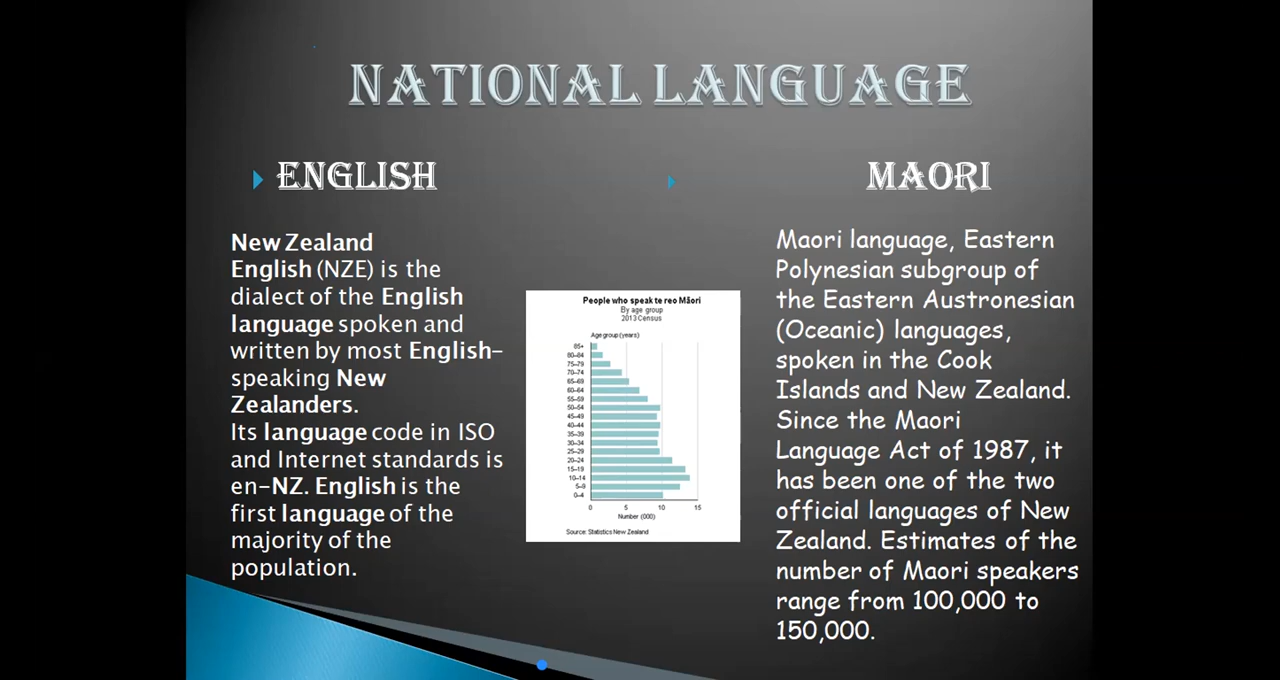 NATIONAL LANGUAGE
ENGLISH
New Zealand
English (NZE) is the
dialect of the English
language spoken and
written by most English-
speaking New
Zealanders.
Its language code in ISO
and Internet standards is
en-NZ. English is the
first language of the
majority of the
population.
People who speak te reo Māori
By age group
2013 Census
Age group (years)
85+
80–84
75–79
70–74
65–69
60–64
55–59
50–54
45–49
40–44
35–39
30–34
25–29
20–24
15–19
10–14
5–9
0–4
0 5 10 15
Number (000)
Source: Statistics New Zealand
MAORI
Maori language, Eastern
Polynesian subgroup of
the Eastern Austronesian
(Oceanic) languages,
spoken in the Cook
Islands and New Zealand.
Since the Maori
Language Act of 1987, it
has been one of the two
official languages of New
Zealand. Estimates of the
number of Maori speakers
range from 100,000 to
150,000.